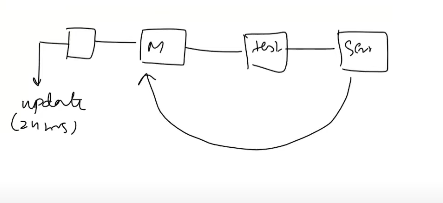 M
test
update
(24 hrs)